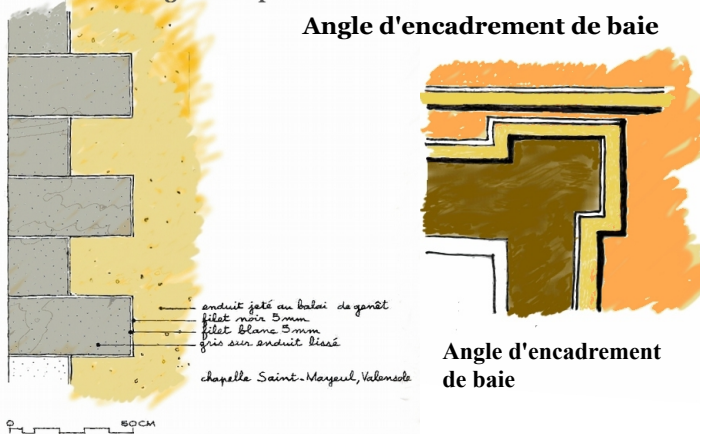 Angle d'encadrement de baie
enduit jeté au balai de genêt
filet noir 5mm
filet blanc 5mm
gris sur enduit lissé
chapelle Saint-Mayeul, Valensole
Angle d'encadrement
de baie
0 50CM